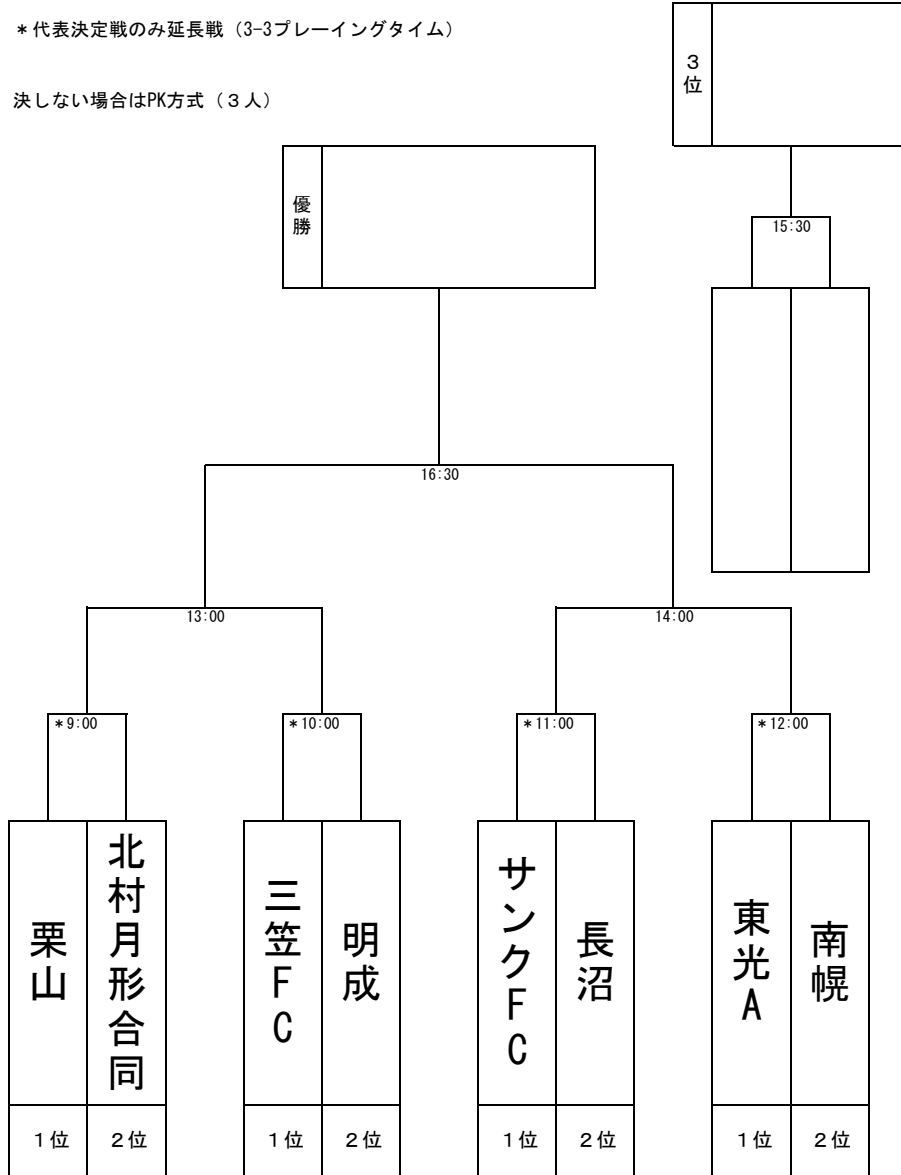 *代表決定戦のみ延長戦（3-3プレーイングタイム）
決しない場合はPK方式（３人）
３位
優勝
15:30
16:30
13:00
14:00
*9:00
*10:00
*11:00
*12:00
栗山
北村月形合同
三笠FC
明成
サンクFC
長沼
東光A
南幌
１位
２位
１位
２位
１位
２位
１位
２位